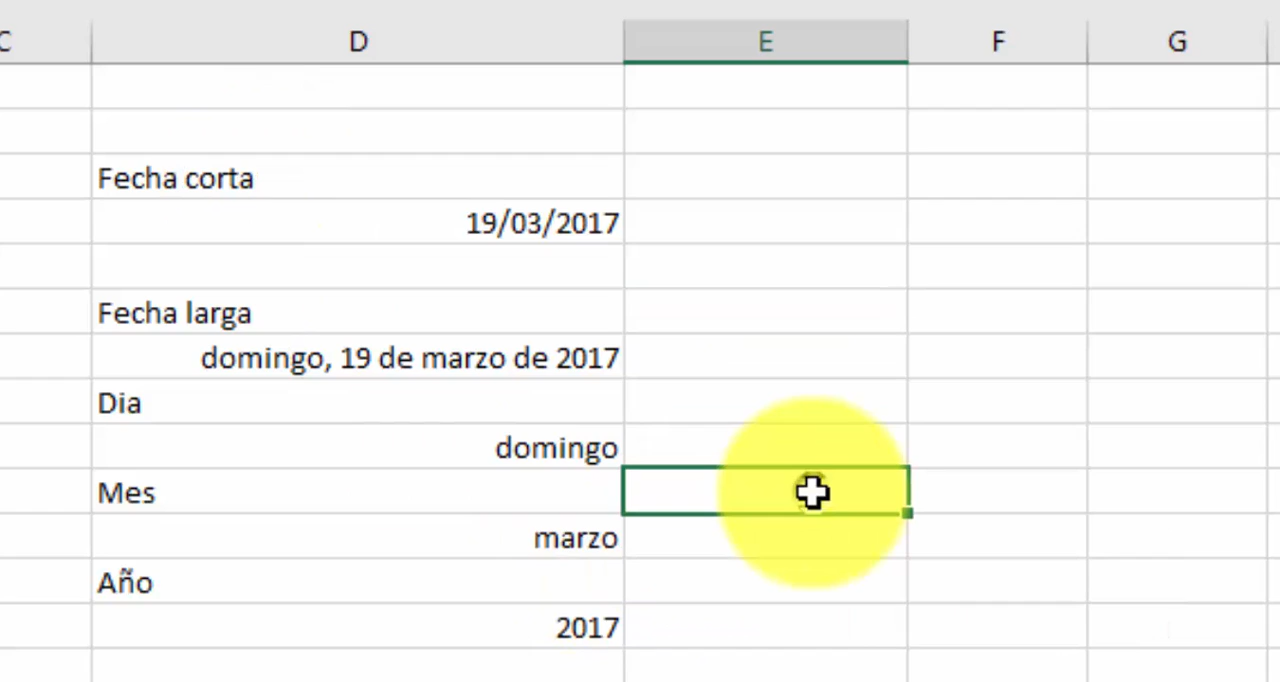 C D E F G
Fecha corta
19/03/2017
Fecha larga
domingo, 19 de marzo de 2017
Dia
domingo
Mes
marzo
Año
2017